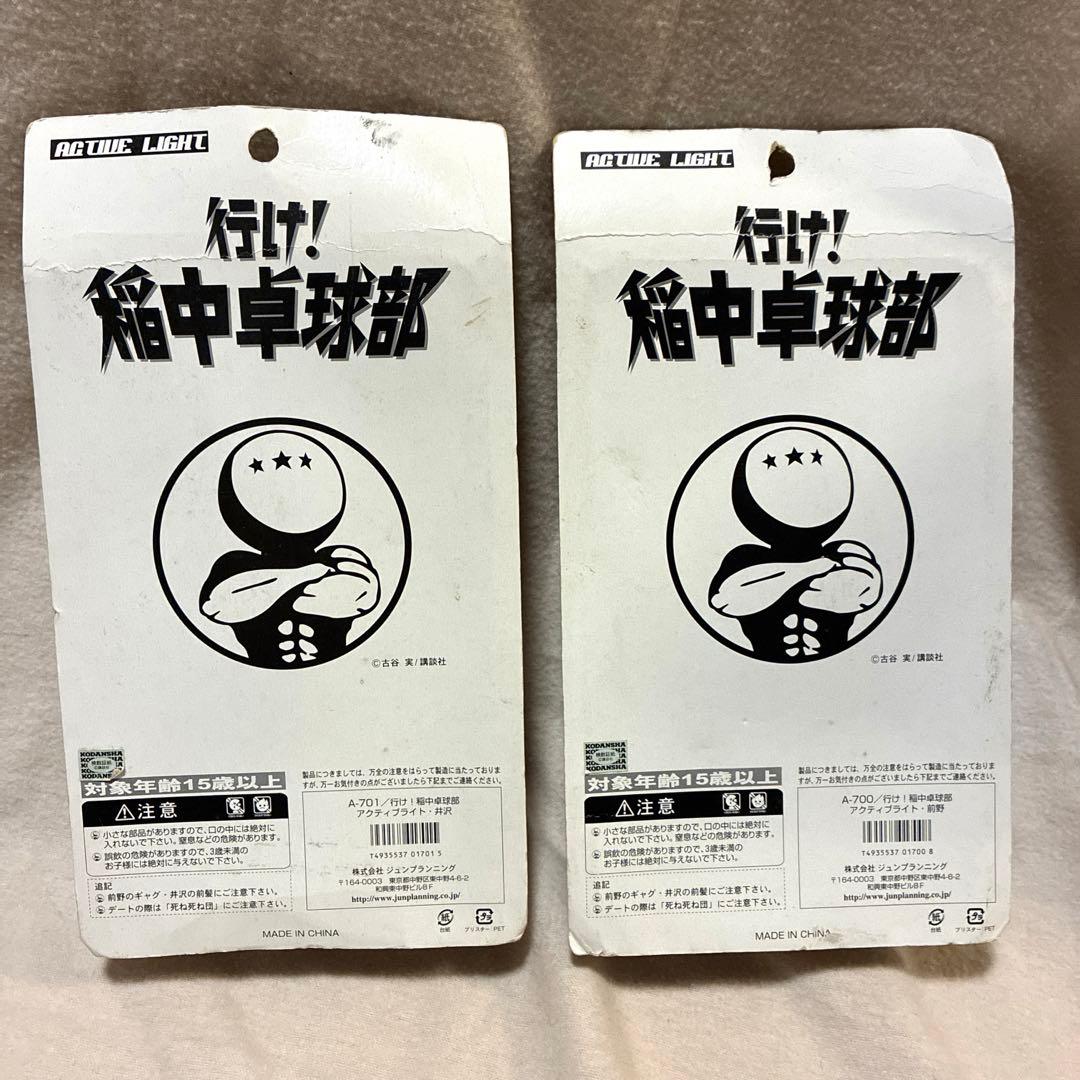 ACTIVE LIGHT
行け!
稲中卓球部
©古谷 実/講談社
KODANSHA
検数証紙
©講談社
KODANSHA
対象年齢15歳以上
注意
小さな部品がありますので、口の中には絶対に
入れないで下さい。窒息などの危険があります。
誤飲の危険がありますので、3歳未満の
お子様には絶対に与えないで下さい。
追記
前野のギャグ・井沢の前髪にご注意下さい。
デートの際は「死ね死ね団」にご注意下さい。
製品につきましては、万全の注意をはらって製造に当たっておりま
すが、万一お気付きの点がございましたら下記までご連絡ください。
A-701/行け!稲中卓球部
アクティブライト・井沢
T4935537 01701 5
株式会社 ジュンプランニング
〒164-0003 東京都中野区東中野4-6-2
和興東中野ビル8F
http://www.junplanning.co.jp/
台紙
ブリスター:PET
MADE IN CHINA
ACTIVE LIGHT
行け!
稲中卓球部
©古谷 実/講談社
KODANSHA
検数証紙
©講談社
KODANSHA
対象年齢15歳以上
注意
小さな部品がありますので、口の中には絶対に
入れないで下さい。窒息などの危険があります。
誤飲の危険がありますので、3歳未満の
お子様には絶対に与えないで下さい。
追記
前野のギャグ・井沢の前髪にご注意下さい。
デートの際は「死ね死ね団」にご注意下さい。
製品につきましては、万全の注意をはらって製造に当たっておりま
すが、万一お気付きの点がございましたら下記までご連絡ください。
A-700/行け!稲中卓球部
アクティブライト・前野
T4935537 01700 8
株式会社 ジュンプランニング
〒164-0003 東京都中野区東中野4-6-2
和興東中野ビル8F
http://www.junplanning.co.jp/
台紙
ブリスター:PET
MADE IN CHINA